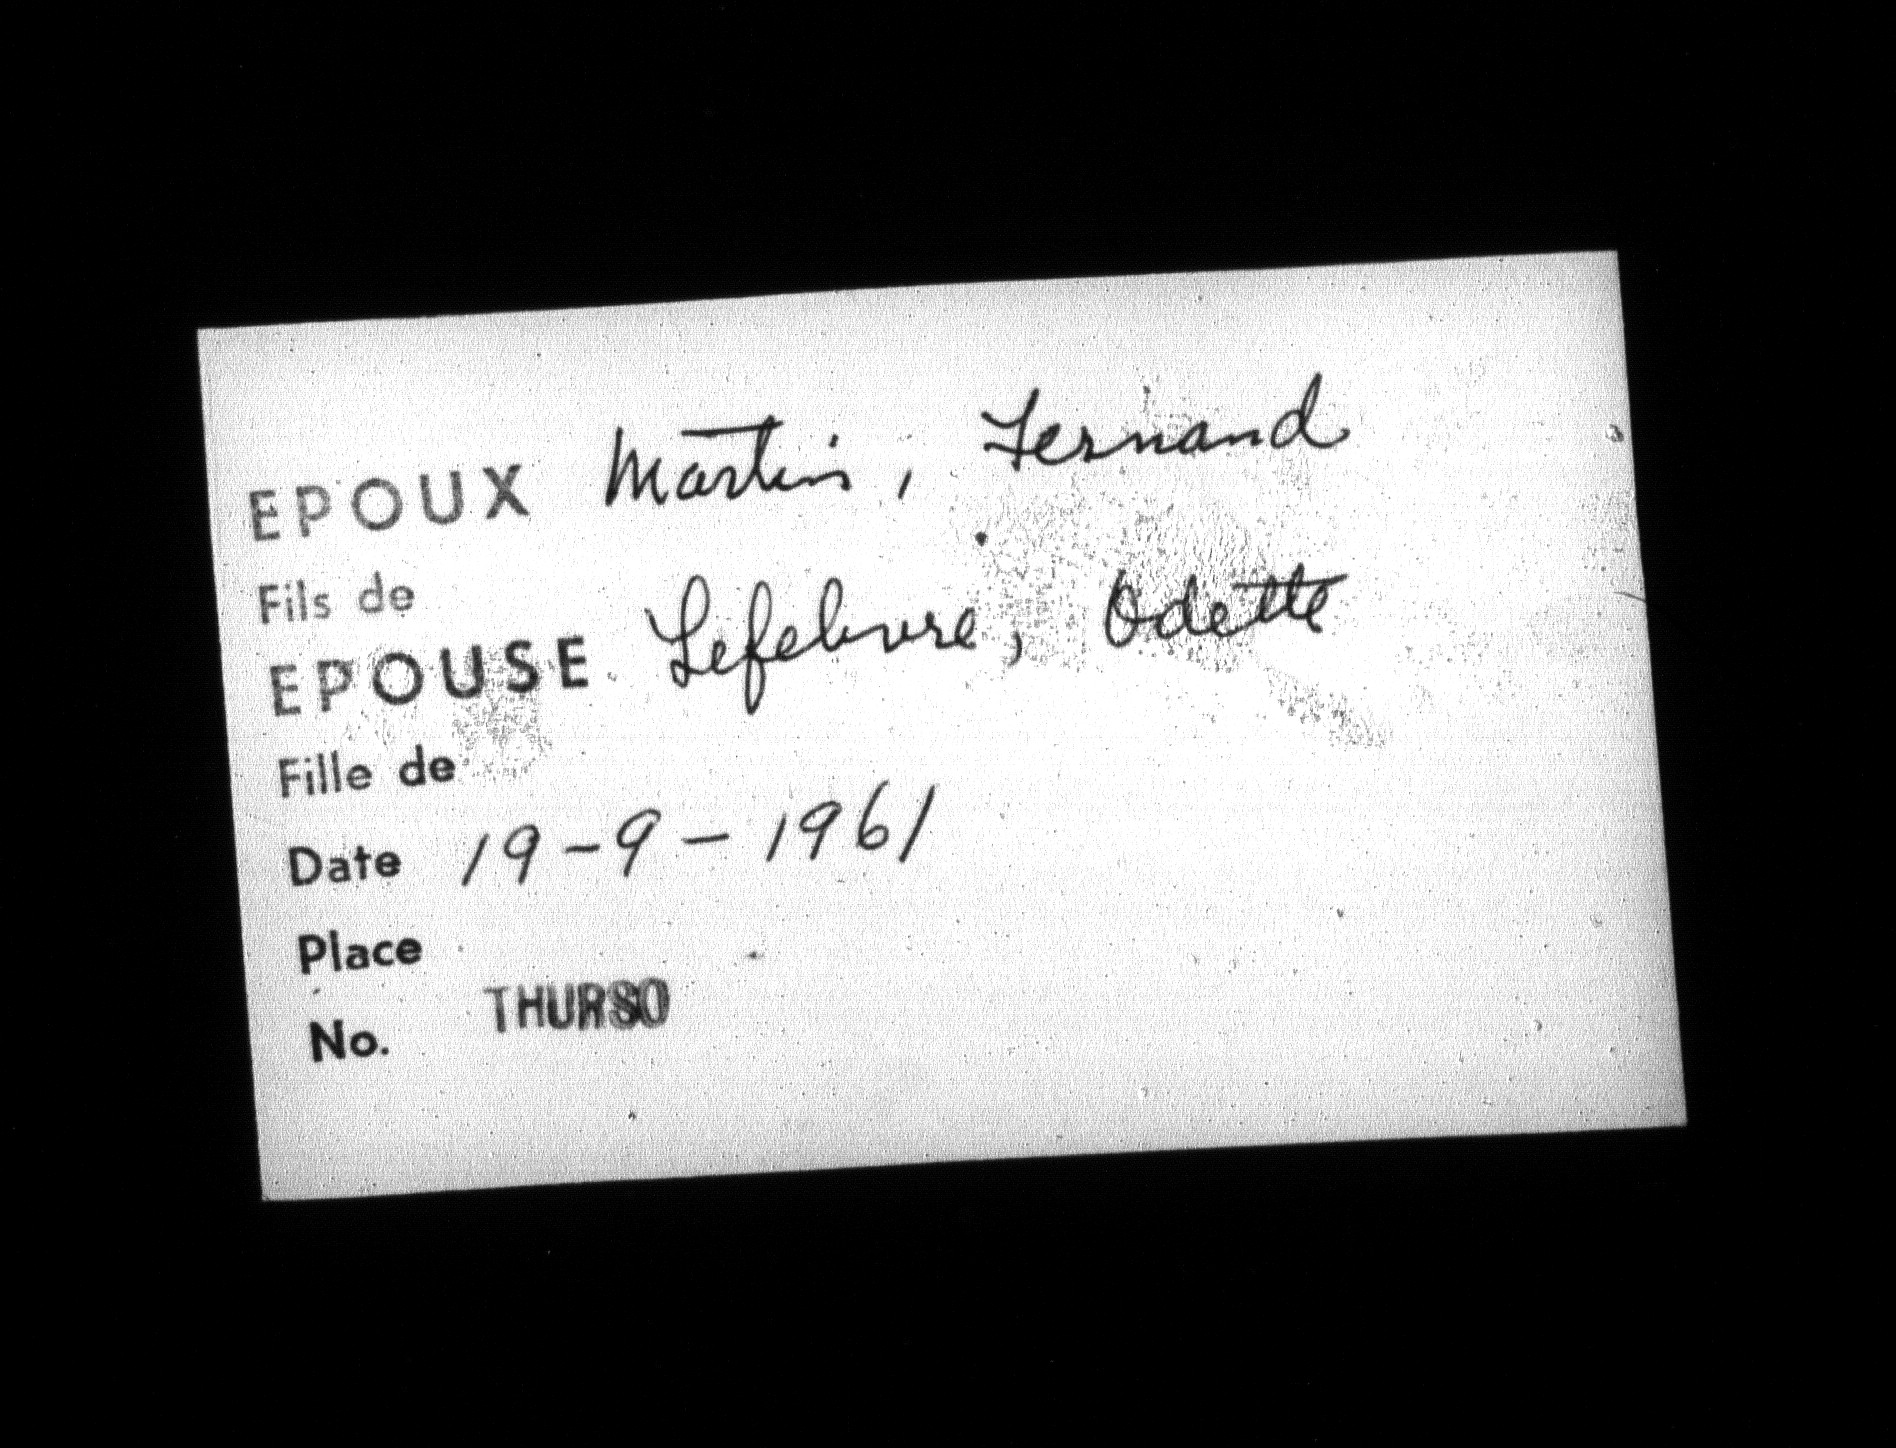 EPOUX Martin, Fernand
Fils de
EPOUSE Lefebvre, Odette
Fille de
Date 19-9-1961
Place
THURSO
No.